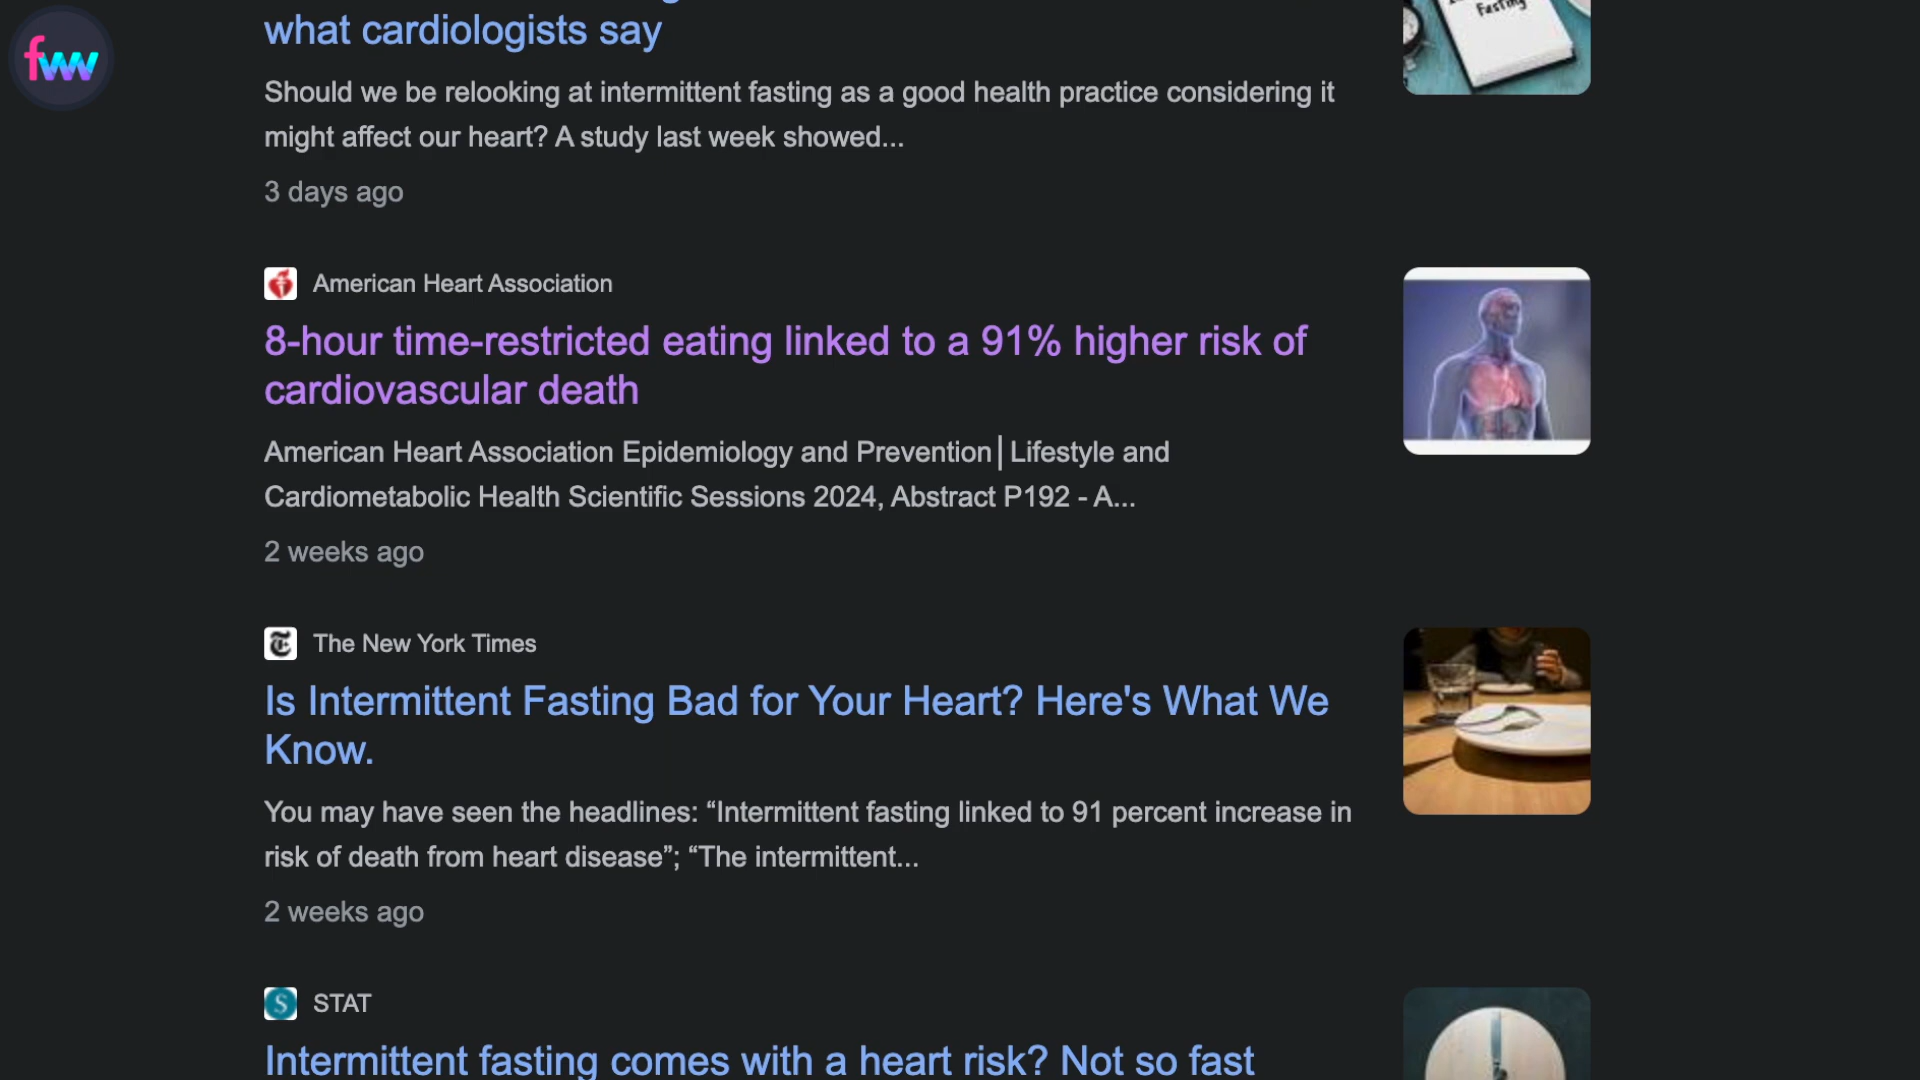 fww
what cardiologists say
Fasting
Should we be relooking at intermittent fasting as a good health practice considering it
might affect our heart? A study last week showed...
3 days ago
American Heart Association
8-hour time-restricted eating linked to a 91% higher risk of
cardiovascular death
American Heart Association Epidemiology and Prevention│Lifestyle and
Cardiometabolic Health Scientific Sessions 2024, Abstract P192 - A...
2 weeks ago
The New York Times
Is Intermittent Fasting Bad for Your Heart? Here's What We
Know.
You may have seen the headlines: “Intermittent fasting linked to 91 percent increase in
risk of death from heart disease”; “The intermittent...
2 weeks ago
S STAT
Intermittent fasting comes with a heart risk? Not so fast